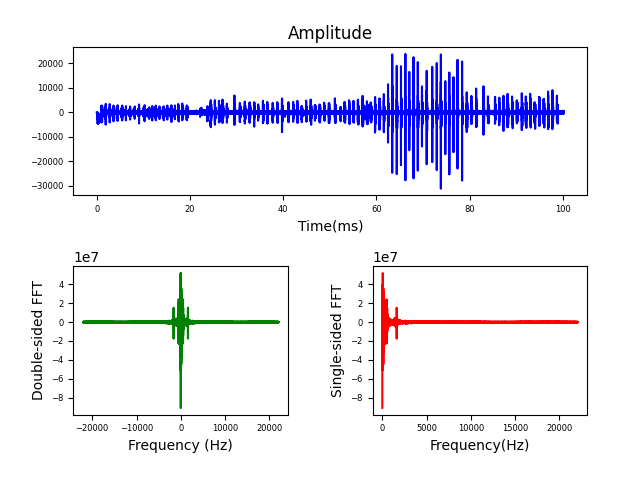 Amplitude
20000
10000
0
−10000
−20000
−30000
0 20 40 60 80 100
Time(ms)
1e7 1e7
Double-sided FFT
4
2
0
−2
−4
−6
−8
−20000 −10000 0 10000 20000
Frequency (Hz)
Single-sided FFT
4
2
0
−2
−4
−6
−8
0 5000 10000 15000 20000
Frequency(Hz)